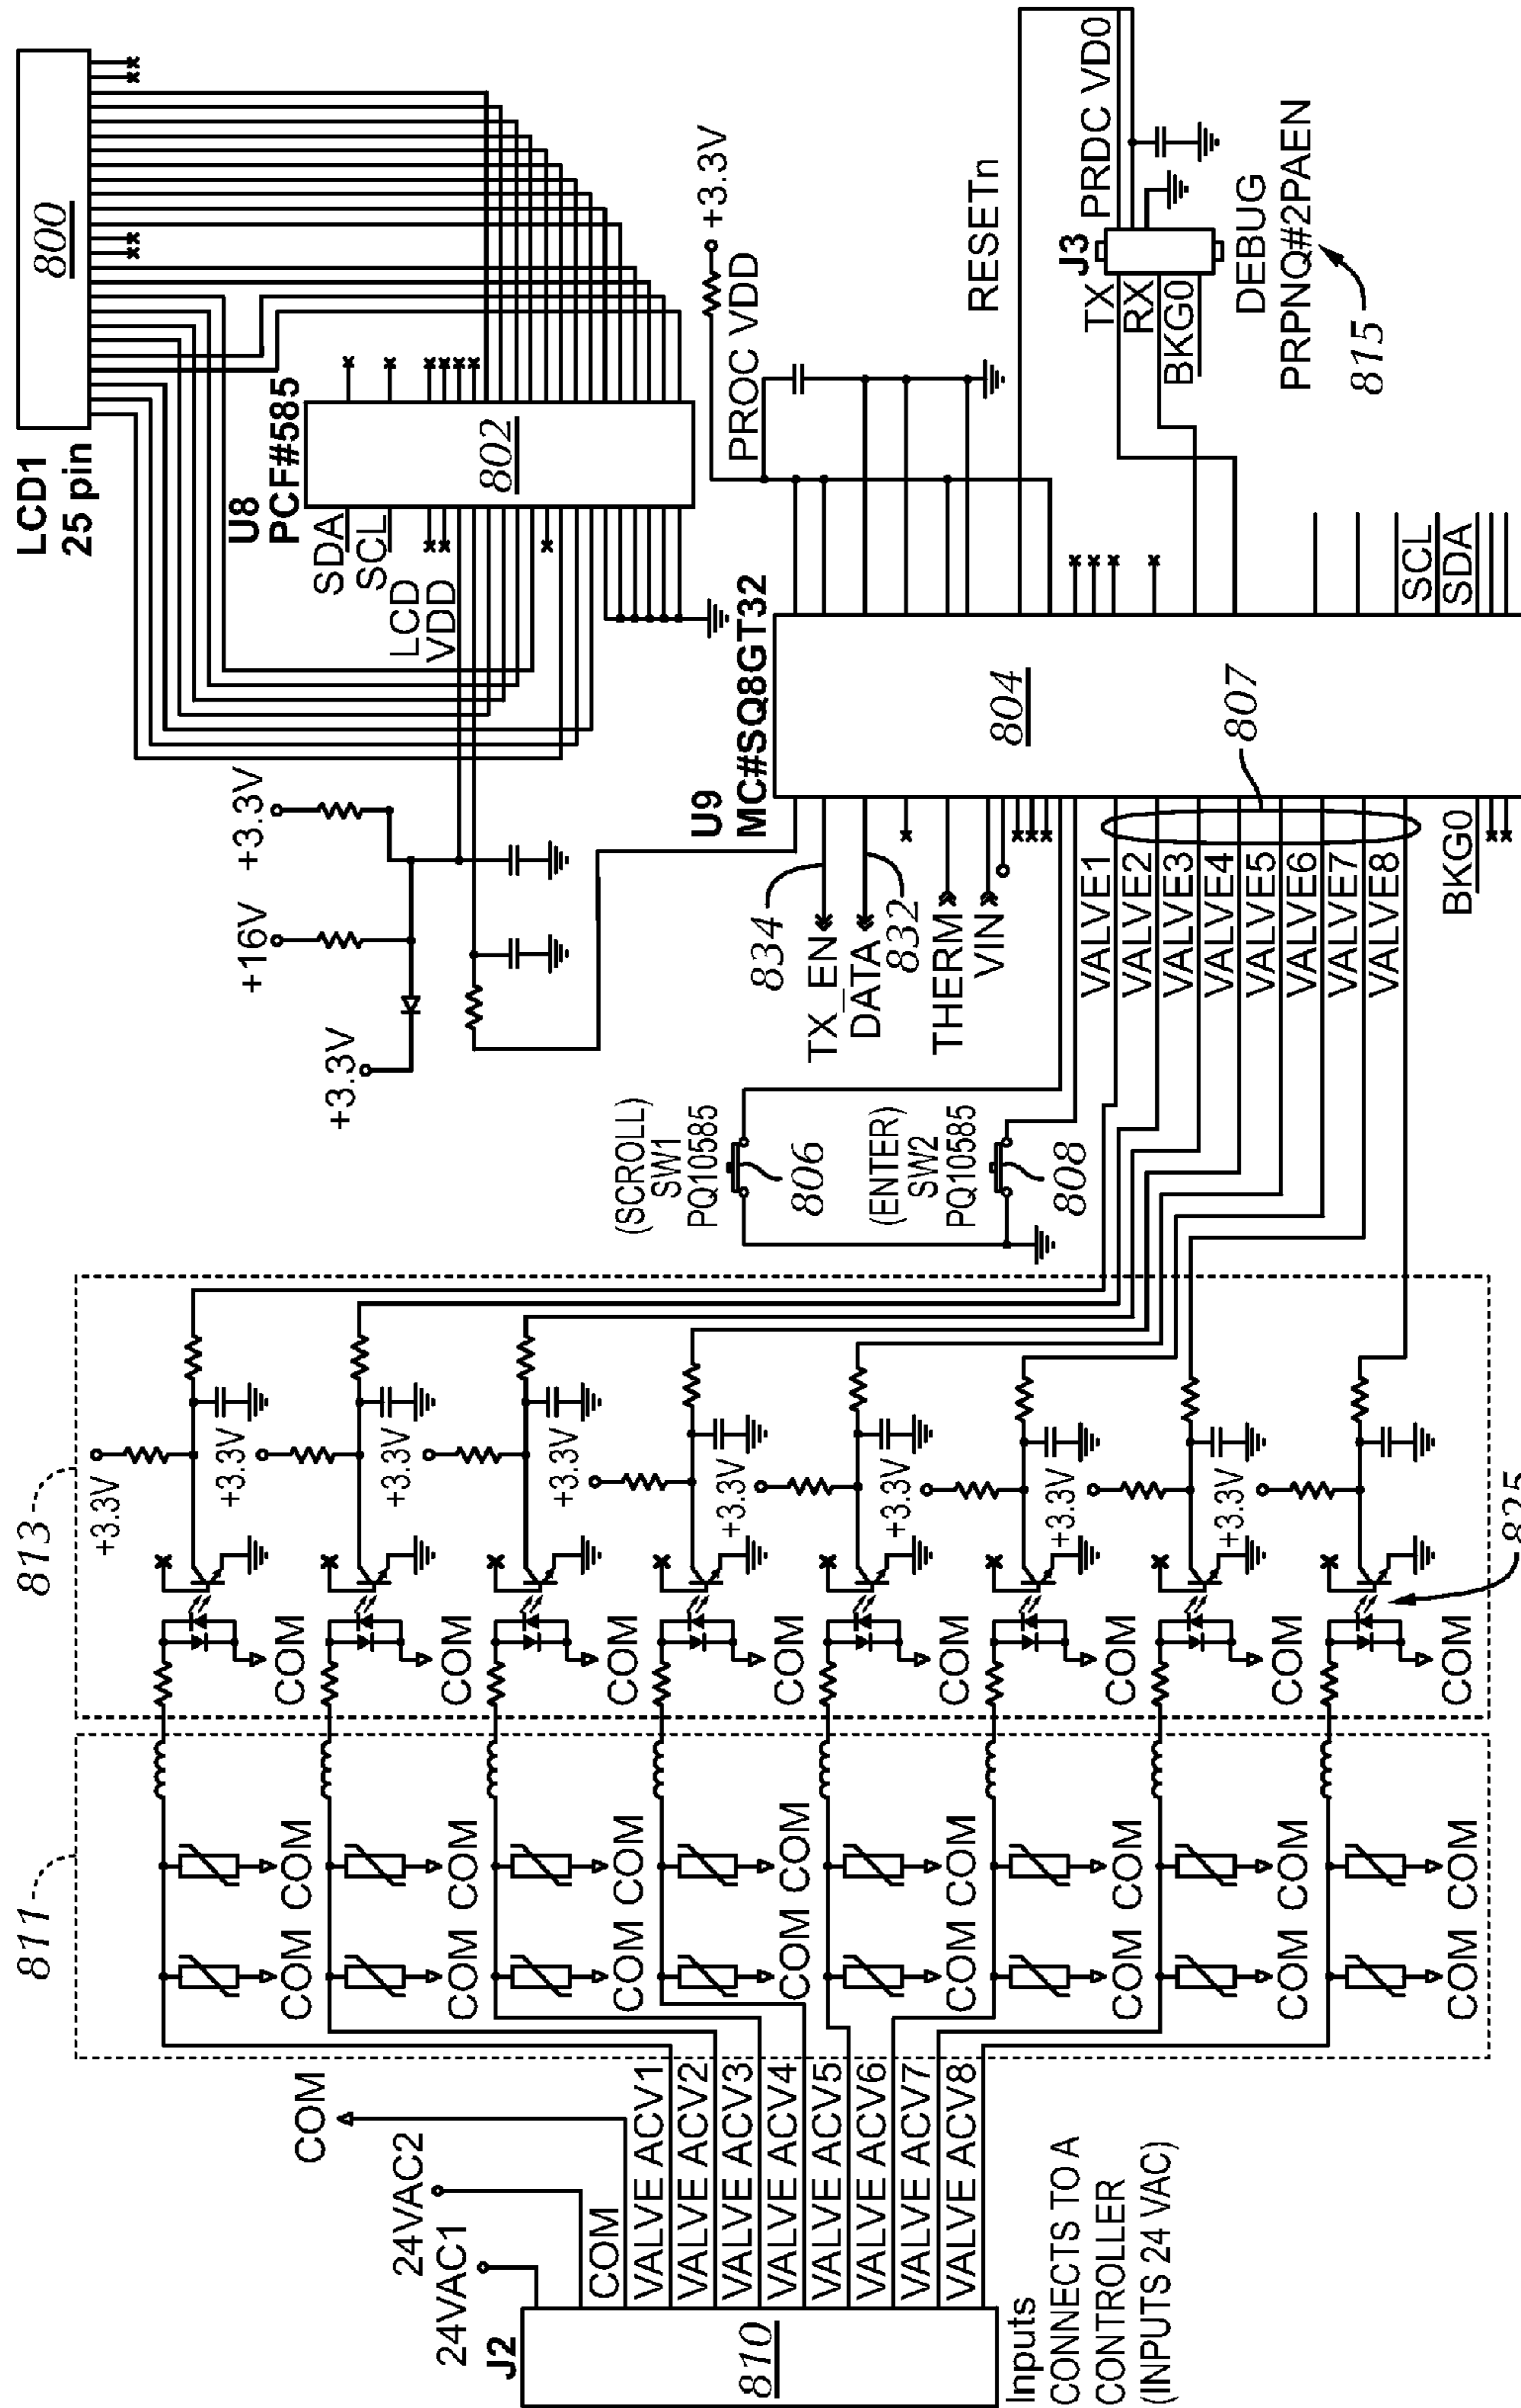 LCD1
25 pin
800
U8
PCF#585
802
SDA
SCL
LCD
VDD
+3.3V
+16V
+3.3V
+3.3V
PROC VDD
U9
MC#SQ8GT32
804
834
TX_EN
DATA
832
THERM
VIN
VALVE1
VALVE2
VALVE3
VALVE4
VALVE5
VALVE6
VALVE7
VALVE8
807
BKG0
SCL
SDA
RESETn
J3
TX
RX
BKG0
PRDC VD0
DEBUG
PRPNQ#2PAEN
815
(SCROLL)
SW1
PQ10585
806
(ENTER)
SW2
PQ10585
808
813
+3.3V
+3.3V
+3.3V
+3.3V
+3.3V
+3.3V
+3.3V
+3.3V
COM
COM
COM
COM
COM
COM
COM
COM
825
811
COM COM
COM COM
COM COM
COM COM
COM COM
COM COM
COM COM
COM COM
COM
24VAC2
24VAC1
J2
810
COM
VALVE ACV1
VALVE ACV2
VALVE ACV3
VALVE ACV4
VALVE ACV5
VALVE ACV6
VALVE ACV7
VALVE ACV8
Inputs
CONNECTS TO A
CONTROLLER
(INPUTS 24 VAC)